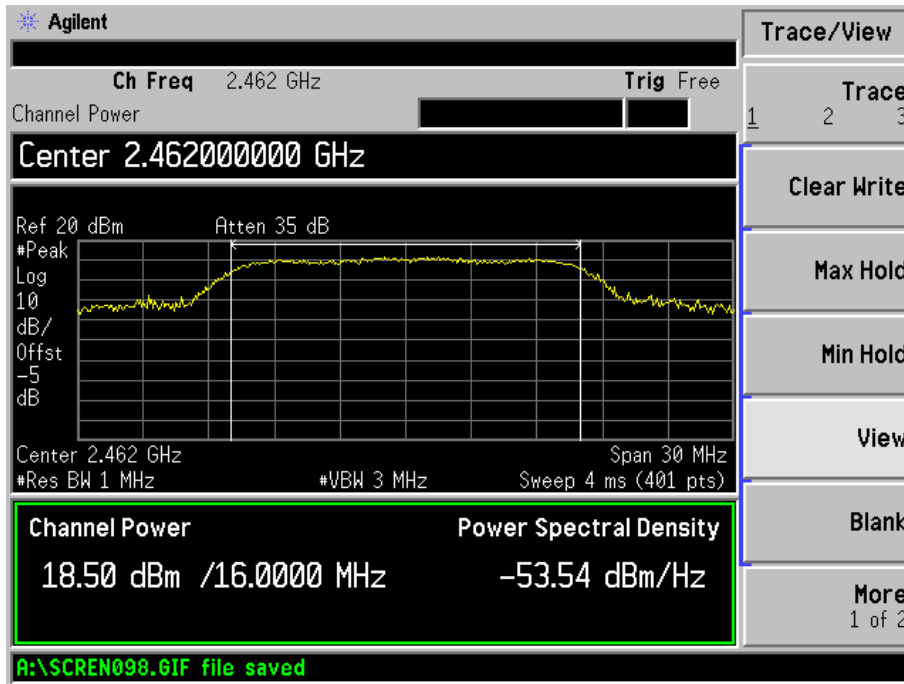 Agilent
Ch Freq 2.462 GHz Trig Free
Channel Power
Center 2.462000000 GHz
Ref 20 dBm Atten 35 dB
#Peak
Log
10
dB/
Offst
-5
dB
Center 2.462 GHz Span 30 MHz
#Res BW 1 MHz #VBW 3 MHz Sweep 4 ms (401 pts)
Channel Power Power Spectral Density
18.50 dBm /16.0000 MHz -53.54 dBm/Hz
A:\SCREN098.GIF file saved
Trace/View
Trace
1 2 3
Clear Write
Max Hold
Min Hold
View
Blank
More
1 of 2